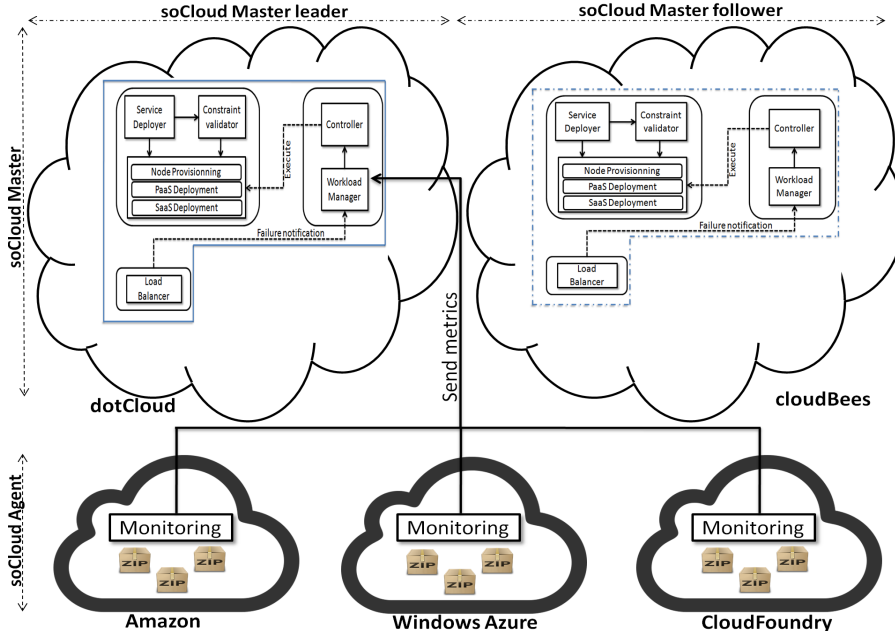 soCloud Master leader
soCloud Master follower
soCloud Master
Service
Deployer
Constraint
validator
Node Provisionning
PaaS Deployment
SaaS Deployment
Execute
Controller
Workload
Manager
Failure notification
Load
Balancer
dotCloud
Service
Deployer
Constraint
validator
Node Provisionning
PaaS Deployment
SaaS Deployment
Execute
Controller
Workload
Manager
Failure notification
Load
Balancer
cloudBees
Send metrics
soCloud Agent
Monitoring
ZIP
ZIP
ZIP
Amazon
Monitoring
ZIP
ZIP
ZIP
Windows Azure
Monitoring
ZIP
ZIP
ZIP
CloudFoundry